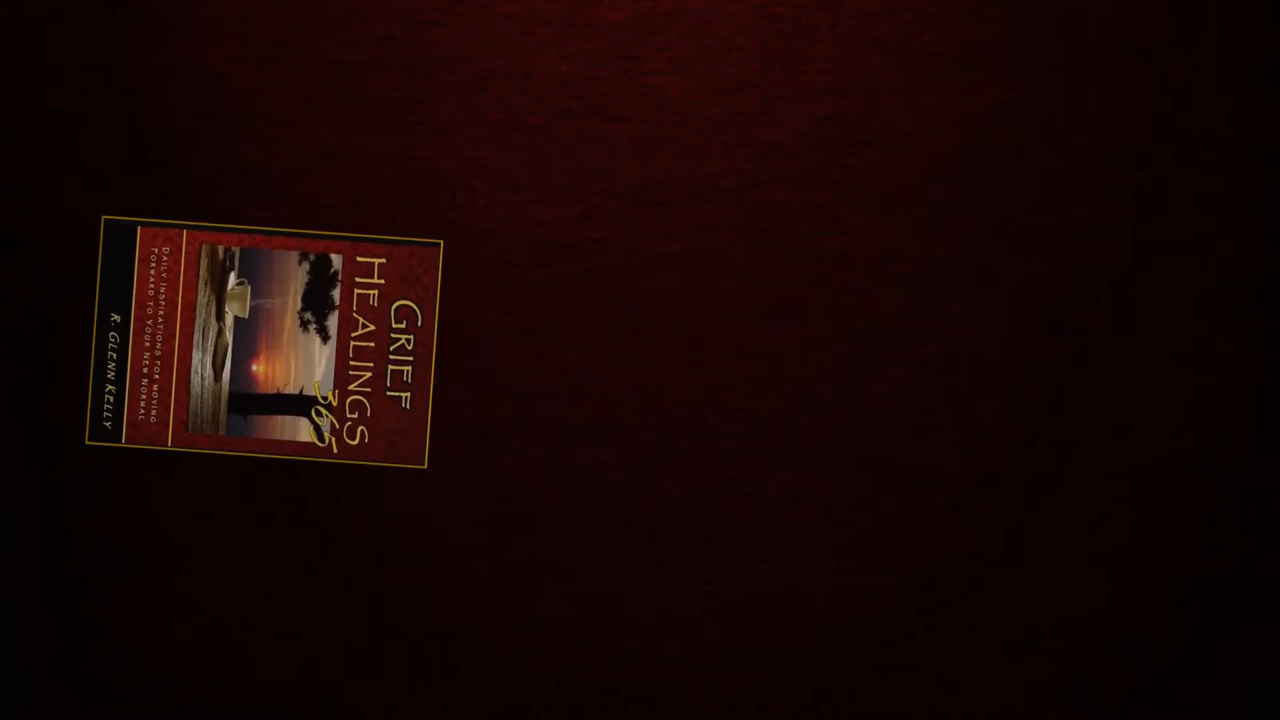 GRIEF
HEALINGS
365
DAILY INSPIRATIONS FOR MOVING
FORWARD TO YOUR NEW NORMAL
R. GLENN KELLY